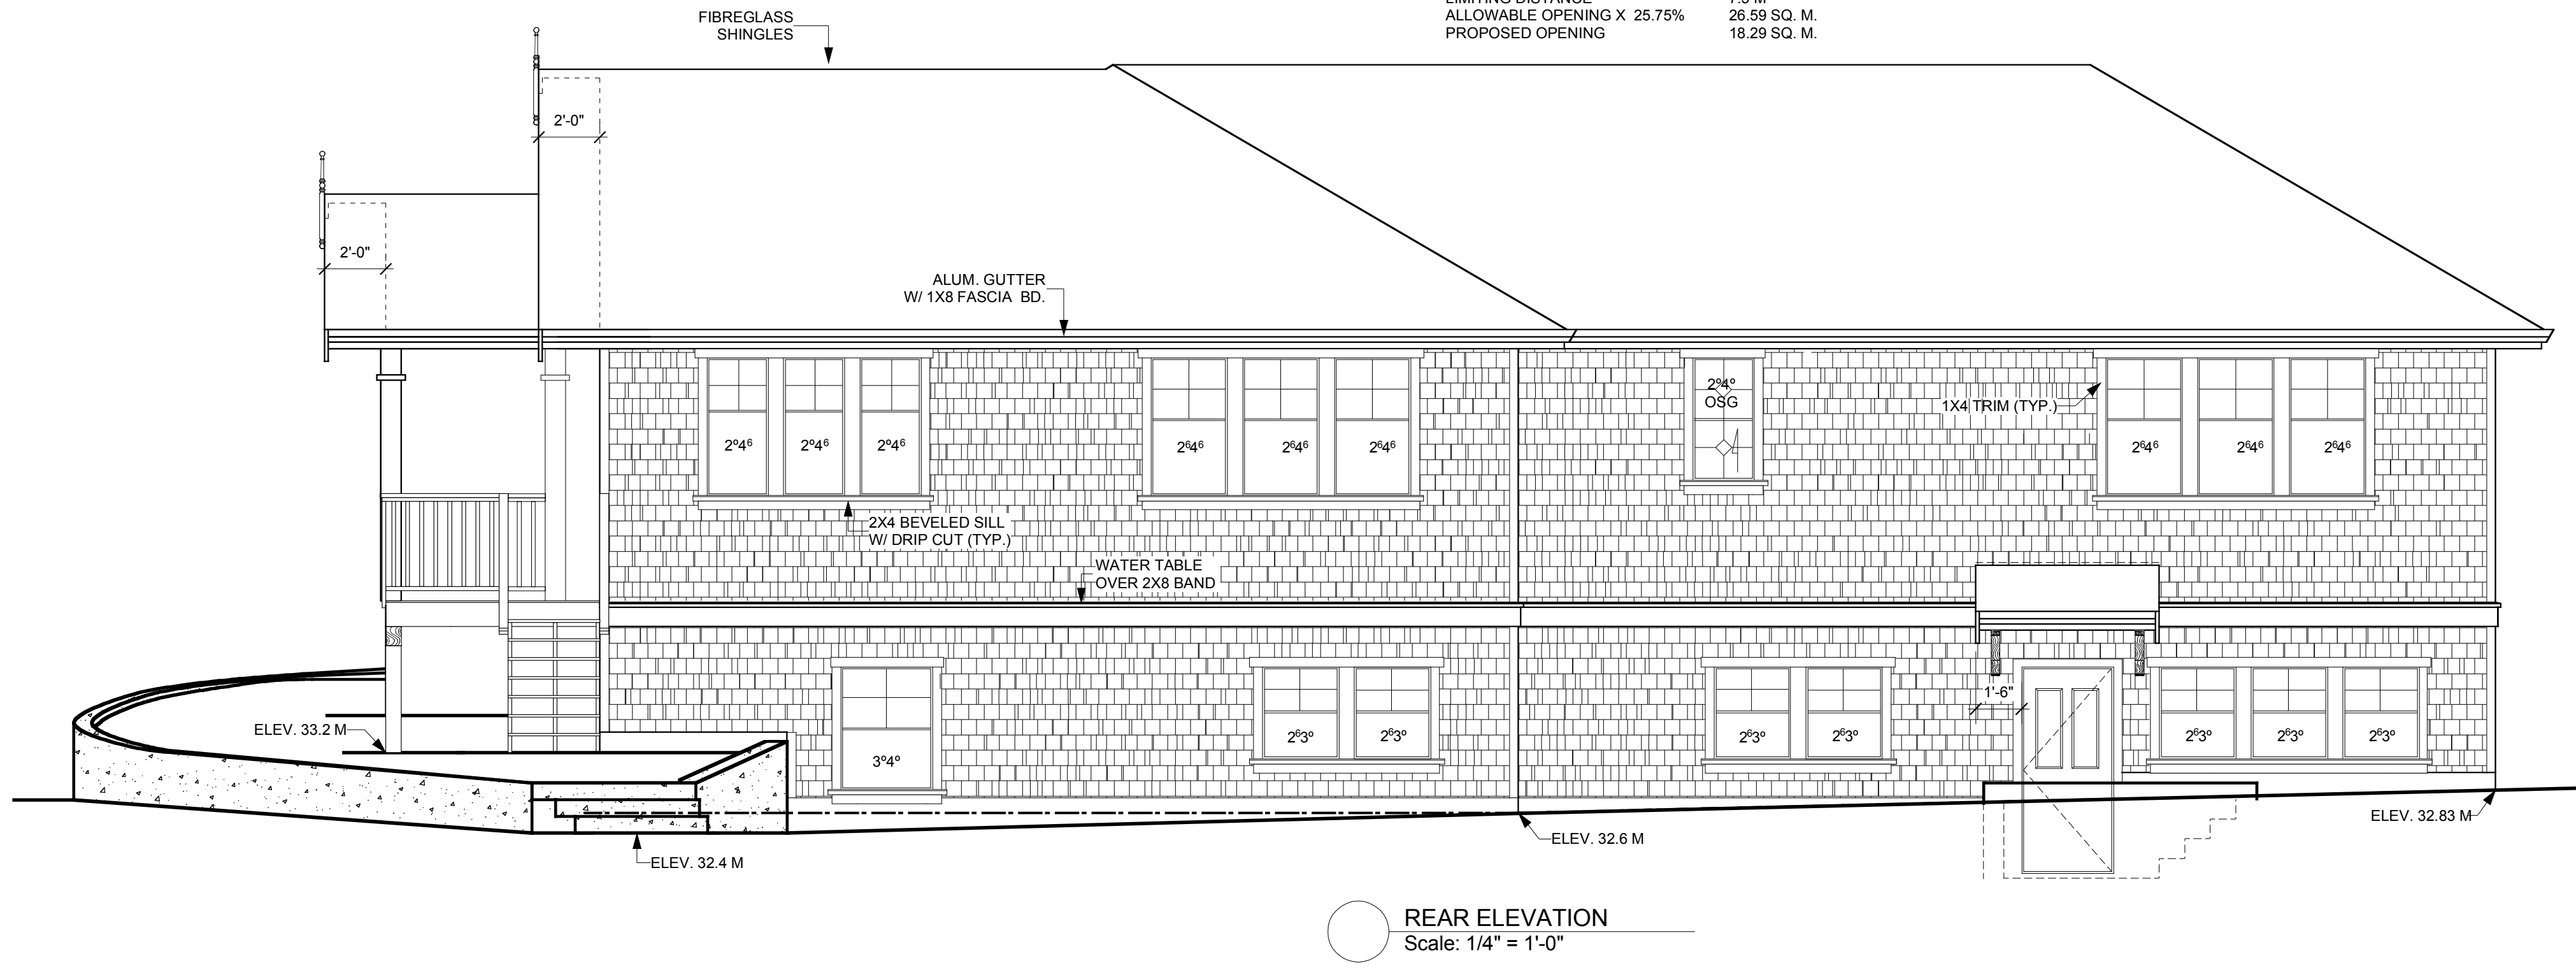 ALLOWABLE OPENING X 25.75% 26.59 SQ. M.
PROPOSED OPENING 18.29 SQ. M.
FIBREGLASS
SHINGLES
2'-0"
2'-0"
ALUM. GUTTER
W/ 1X8 FASCIA BD.
2⁰4⁰
OSG
1X4 TRIM (TYP.)
2⁰4⁶ 2⁰4⁶ 2⁰4⁶ 2⁶4⁶ 2⁶4⁶ 2⁶4⁶ 2⁶4⁶ 2⁶4⁶ 2⁶4⁶
2X4 BEVELED SILL
W/ DRIP CUT (TYP.)
WATER TABLE
OVER 2X8 BAND
1'-6"
ELEV. 33.2 M
2⁶3⁰ 2⁶3⁰ 2⁶3⁰ 2⁶3⁰ 2⁶3⁰ 2⁶3⁰ 2⁶3⁰
3⁰4⁰
ELEV. 32.83 M
ELEV. 32.6 M
ELEV. 32.4 M
REAR ELEVATION
Scale: 1/4" = 1'-0"